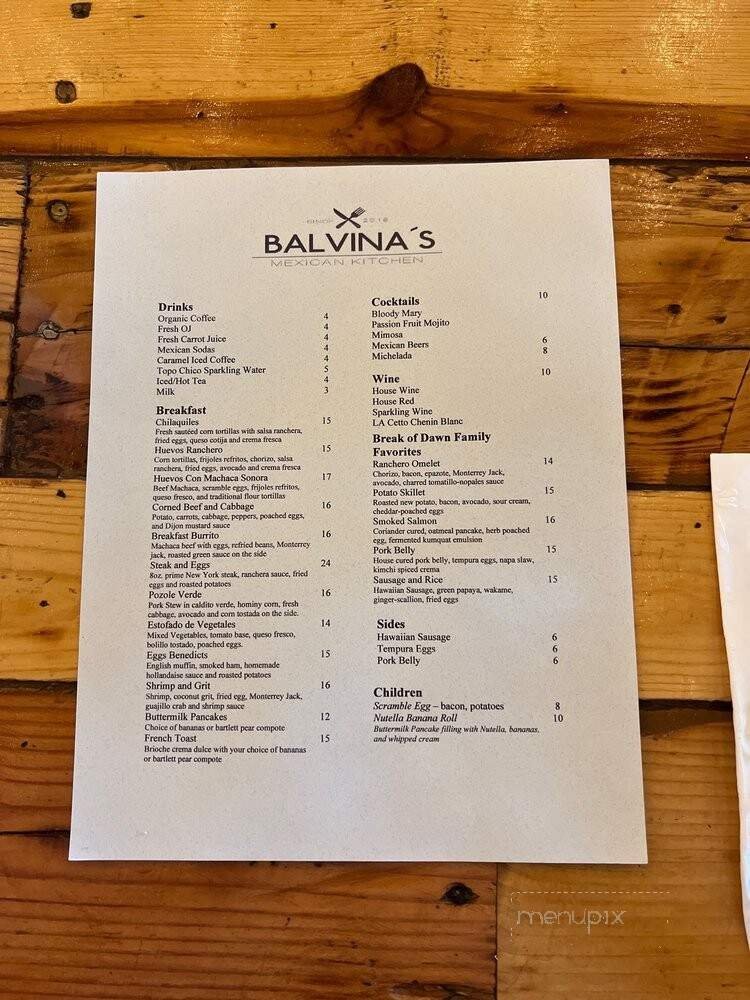 SINCE 2018
BALVINA´S
MEXICAN KITCHEN
Drinks
Organic Coffee 4
Fresh OJ 4
Fresh Carrot Juice 4
Mexican Sodas 4
Caramel Iced Coffee 4
Topo Chico Sparkling Water 5
Iced/Hot Tea 4
Milk 3
Breakfast
Chilaquiles 15
Fresh sautéed corn tortillas with salsa ranchera,
fried eggs, queso cotija and crema fresca
Huevos Ranchero 15
Corn tortillas, frijoles refritos, chorizo, salsa
ranchera, fried eggs, avocado and crema fresca
Huevos Con Machaca Sonora 17
Beef Machaca, scramble eggs, frijoles refritos,
queso fresco, and traditional flour tortillas
Corned Beef and Cabbage 16
Potato, carrots, cabbage, peppers, poached eggs,
and Dijon mustard sauce
Breakfast Burrito 16
Machaca beef with eggs, refried beans, Monterrey
jack, roasted green sauce on the side
Steak and Eggs 24
8oz. prime New York steak, ranchera sauce, fried
eggs and roasted potatoes
Pozole Verde 16
Pork Stew in caldito verde, hominy corn, fresh
cabbage, avocado and corn tostada on the side.
Estofado de Vegetales 14
Mixed Vegetables, tomato base, queso fresco,
bolillo tostado, poached eggs.
Eggs Benedicts 15
English muffin, smoked ham, homemade
hollandaise sauce and roasted potatoes
Shrimp and Grit 16
Shrimp, coconut grit, fried egg, Monterrey Jack,
guajillo crab and shrimp sauce
Buttermilk Pancakes 12
Choice of bananas or bartlett pear compote
French Toast 15
Brioche crema dulce with your choice of bananas
or bartlett pear compote
Cocktails 10
Bloody Mary
Passion Fruit Mojito
Mimosa
Mexican Beers 6
Michelada 8
Wine 10
House Wine
House Red
Sparkling Wine
LA Cetto Chenin Blanc
Break of Dawn Family
Favorites
Ranchero Omelet 14
Chorizo, bacon, epazote, Monterrey Jack,
avocado, charred tomatillo-nopales sauce
Potato Skillet 15
Roasted new potato, bacon, avocado, sour cream,
cheddar-poached eggs
Smoked Salmon 16
Coriander cured, oatmeal pancake, herb poached
egg, fermented kumquat emulsion
Pork Belly 15
House cured pork belly, tempura eggs, napa slaw,
kimchi spiced crema
Sausage and Rice 15
Hawaiian Sausage, green papaya, wakame,
ginger-scallion, fried eggs
Sides
Hawaiian Sausage 6
Tempura Eggs 6
Pork Belly 6
Children
Scramble Egg – bacon, potatoes 8
Nutella Banana Roll 10
Buttermilk Pancake filling with Nutella, bananas,
and whipped cream
menupix